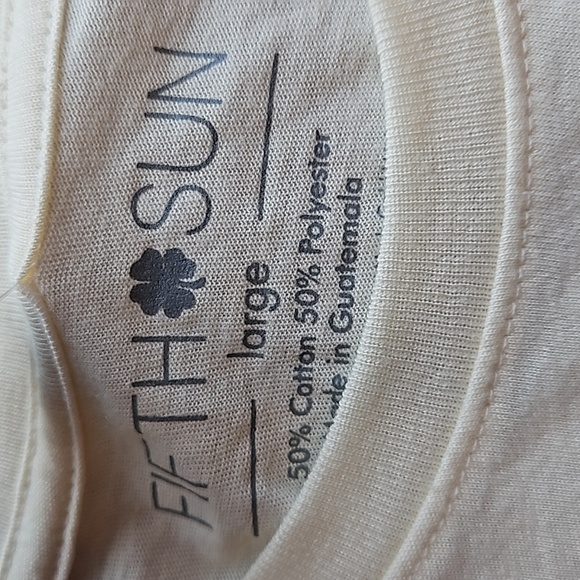 FIFTH SUN
large
50% Cotton 50% Polyester
Made in Guatemala